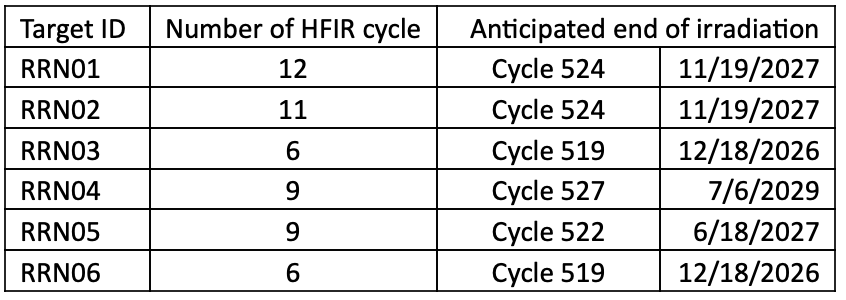 Target ID Number of HFIR cycle Anticipated end of irradiation
RRN01 12 Cycle 524 11/19/2027
RRN02 11 Cycle 524 11/19/2027
RRN03 6 Cycle 519 12/18/2026
RRN04 9 Cycle 527 7/6/2029
RRN05 9 Cycle 522 6/18/2027
RRN06 6 Cycle 519 12/18/2026